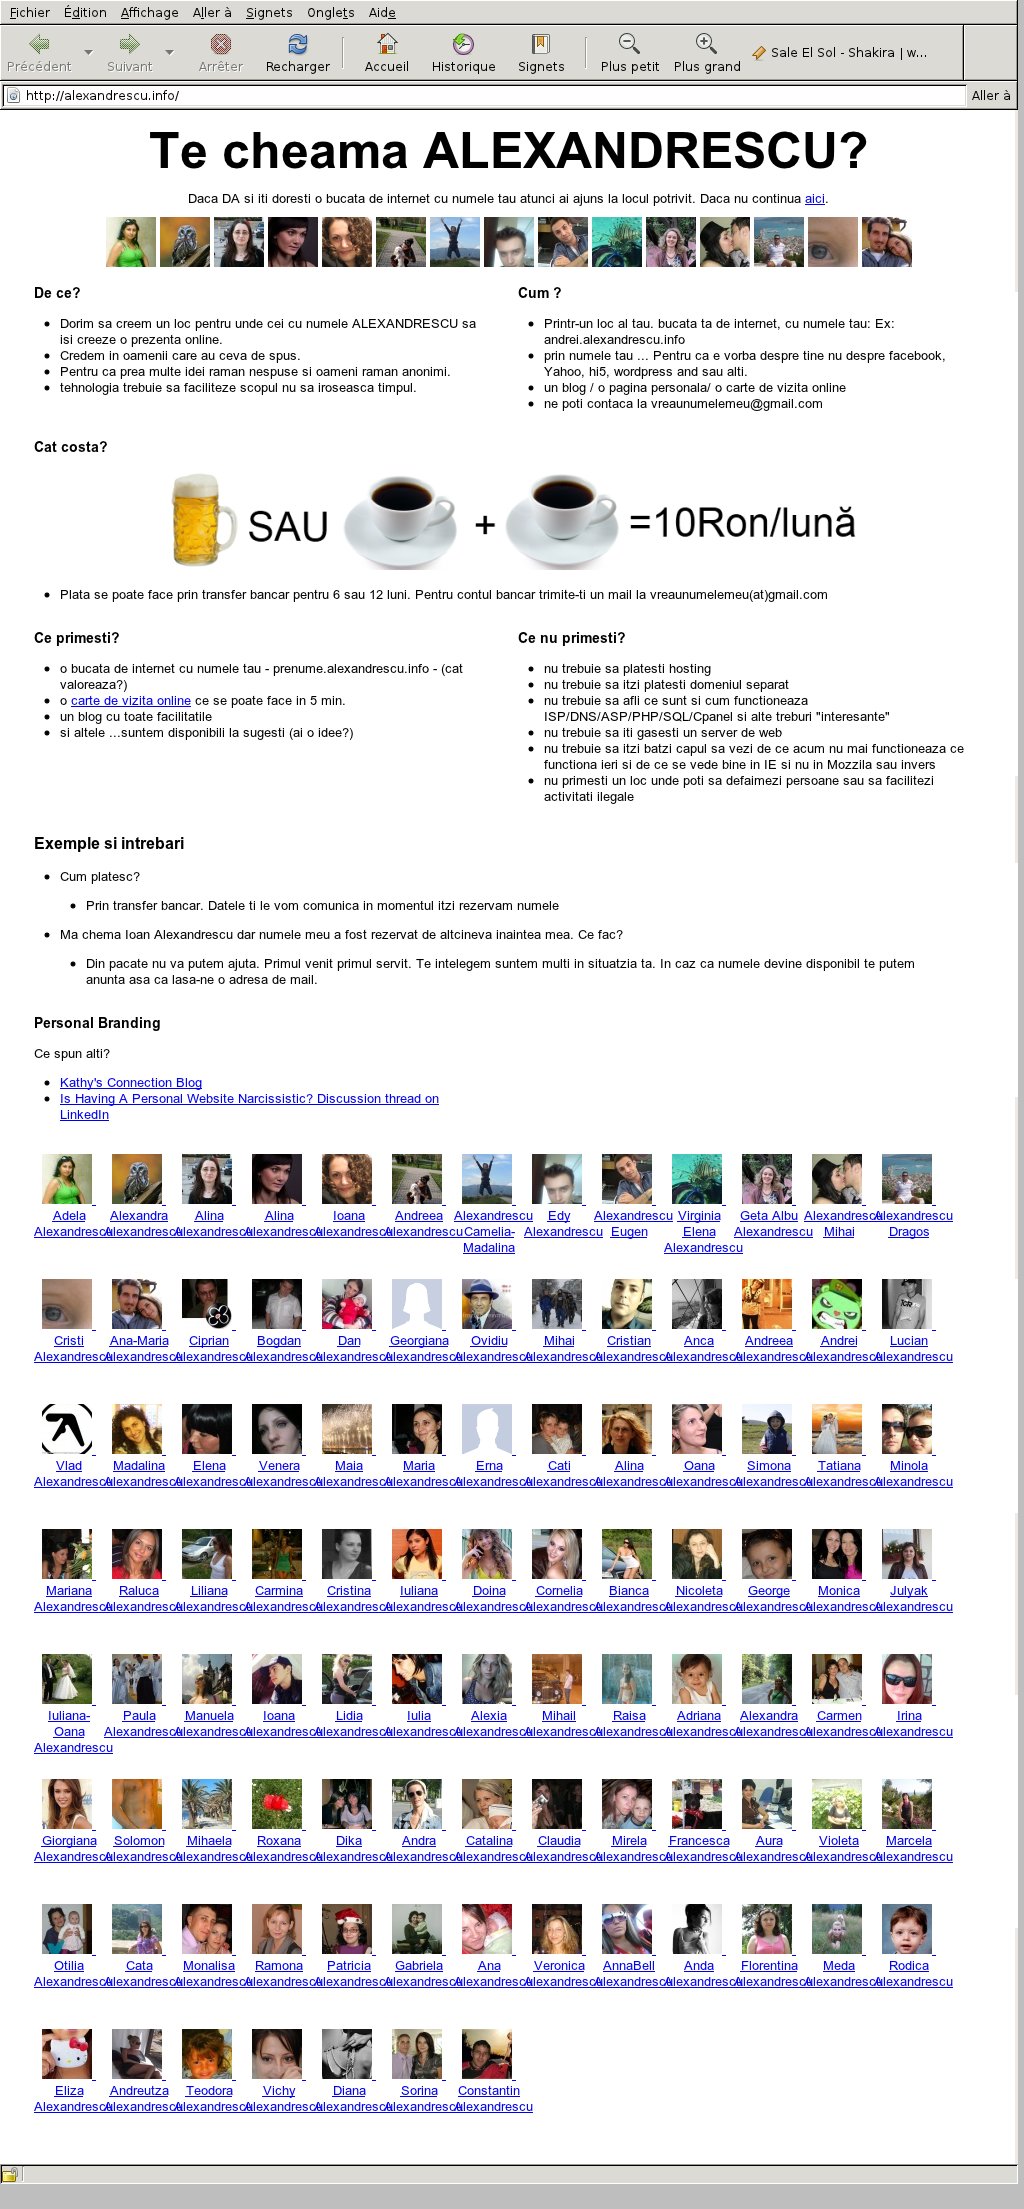 Fichier Édition Affichage Aller à Signets Onglets Aide
Précédent Suivant Arrêter Recharger Accueil Historique Signets Plus petit Plus grand Sale El Sol - Shakira | w...
http://alexandrescu.info/ Aller à
Te cheama ALEXANDRESCU?
Daca DA si iti doresti o bucata de internet cu numele tau atunci ai ajuns la locul potrivit. Daca nu continua aici.
De ce?
Dorim sa creem un loc pentru unde cei cu numele ALEXANDRESCU sa
isi creeze o prezenta online.
Credem in oamenii care au ceva de spus.
Pentru ca prea multe idei raman nespuse si oameni raman anonimi.
tehnologia trebuie sa faciliteze scopul nu sa iroseasca timpul.
Cum ?
Printr-un loc al tau. bucata ta de internet, cu numele tau: Ex:
andrei.alexandrescu.info
prin numele tau ... Pentru ca e vorba despre tine nu despre facebook,
Yahoo, hi5, wordpress and sau alti.
un blog / o pagina personala/ o carte de vizita online
ne poti contaca la vreaunumelemeu@gmail.com
Cat costa?
SAU + =10Ron/lună
Plata se poate face prin transfer bancar pentru 6 sau 12 luni. Pentru contul bancar trimite-ti un mail la vreaunumelemeu(at)gmail.com
Ce primesti?
o bucata de internet cu numele tau - prenume.alexandrescu.info - (cat
valoreaza?)
o carte de vizita online ce se poate face in 5 min.
un blog cu toate facilitatile
si altele ...suntem disponibili la sugesti (ai o idee?)
Ce nu primesti?
nu trebuie sa platesti hosting
nu trebuie sa itzi platesti domeniul separat
nu trebuie sa afli ce sunt si cum functioneaza
ISP/DNS/ASP/PHP/SQL/Cpanel si alte treburi "interesante"
nu trebuie sa iti gasesti un server de web
nu trebuie sa itzi batzi capul sa vezi de ce acum nu mai functioneaza ce
functiona ieri si de ce se vede bine in IE si nu in Mozzila sau invers
nu primesti un loc unde poti sa defaimezi persoane sau sa facilitezi
activitati ilegale
Exemple si intrebari
Cum platesc?
Prin transfer bancar. Datele ti le vom comunica in momentul itzi rezervam numele
Ma chema Ioan Alexandrescu dar numele meu a fost rezervat de altcineva inaintea mea. Ce fac?
Din pacate nu va putem ajuta. Primul venit primul servit. Te intelegem suntem multi in situatzia ta. In caz ca numele devine disponibil te putem
anunta asa ca lasa-ne o adresa de mail.
Personal Branding
Ce spun alti?
Kathy's Connection Blog
Is Having A Personal Website Narcissistic? Discussion thread on
LinkedIn
Adela Alexandra Alina Alina Ioana Andreea Alexandrescu Edy Alexandrescu Virginia Geta Albu Alexandrescu Alexandrescu
Alexandrescu Alexandrescu Alexandrescu Alexandrescu Alexandrescu Alexandrescu Camelia- Alexandrescu Eugen Elena Alexandrescu Mihai Dragos
Madalina Alexandrescu
Cristi Ana-Maria Ciprian Bogdan Dan Georgiana Ovidiu Mihai Cristian Anca Andreea Andrei Lucian
Alexandrescu Alexandrescu Alexandrescu Alexandrescu Alexandrescu Alexandrescu Alexandrescu Alexandrescu Alexandrescu Alexandrescu Alexandrescu Alexandrescu Alexandrescu
Vlad Madalina Elena Venera Maia Maria Erna Cati Alina Oana Simona Tatiana Minola
Alexandrescu Alexandrescu Alexandrescu Alexandrescu Alexandrescu Alexandrescu Alexandrescu Alexandrescu Alexandrescu Alexandrescu Alexandrescu Alexandrescu Alexandrescu
Mariana Raluca Liliana Carmina Cristina Iuliana Doina Cornelia Bianca Nicoleta George Monica Julyak
Alexandrescu Alexandrescu Alexandrescu Alexandrescu Alexandrescu Alexandrescu Alexandrescu Alexandrescu Alexandrescu Alexandrescu Alexandrescu Alexandrescu Alexandrescu
Iuliana- Paula Manuela Ioana Lidia Iulia Alexia Mihail Raisa Adriana Alexandra Carmen Irina
Oana Alexandrescu Alexandrescu Alexandrescu Alexandrescu Alexandrescu Alexandrescu Alexandrescu Alexandrescu Alexandrescu Alexandrescu Alexandrescu Alexandrescu
Alexandrescu
Giorgiana Solomon Mihaela Roxana Dika Andra Catalina Claudia Mirela Francesca Aura Violeta Marcela
Alexandrescu Alexandrescu Alexandrescu Alexandrescu Alexandrescu Alexandrescu Alexandrescu Alexandrescu Alexandrescu Alexandrescu Alexandrescu Alexandrescu Alexandrescu
Otilia Cata Monalisa Ramona Patricia Gabriela Ana Veronica AnnaBell Anda Florentina Meda Rodica
Alexandrescu Alexandrescu Alexandrescu Alexandrescu Alexandrescu Alexandrescu Alexandrescu Alexandrescu Alexandrescu Alexandrescu Alexandrescu Alexandrescu Alexandrescu
Eliza Andreutza Teodora Vichy Diana Sorina Constantin
Alexandrescu Alexandrescu Alexandrescu Alexandrescu Alexandrescu Alexandrescu Alexandrescu